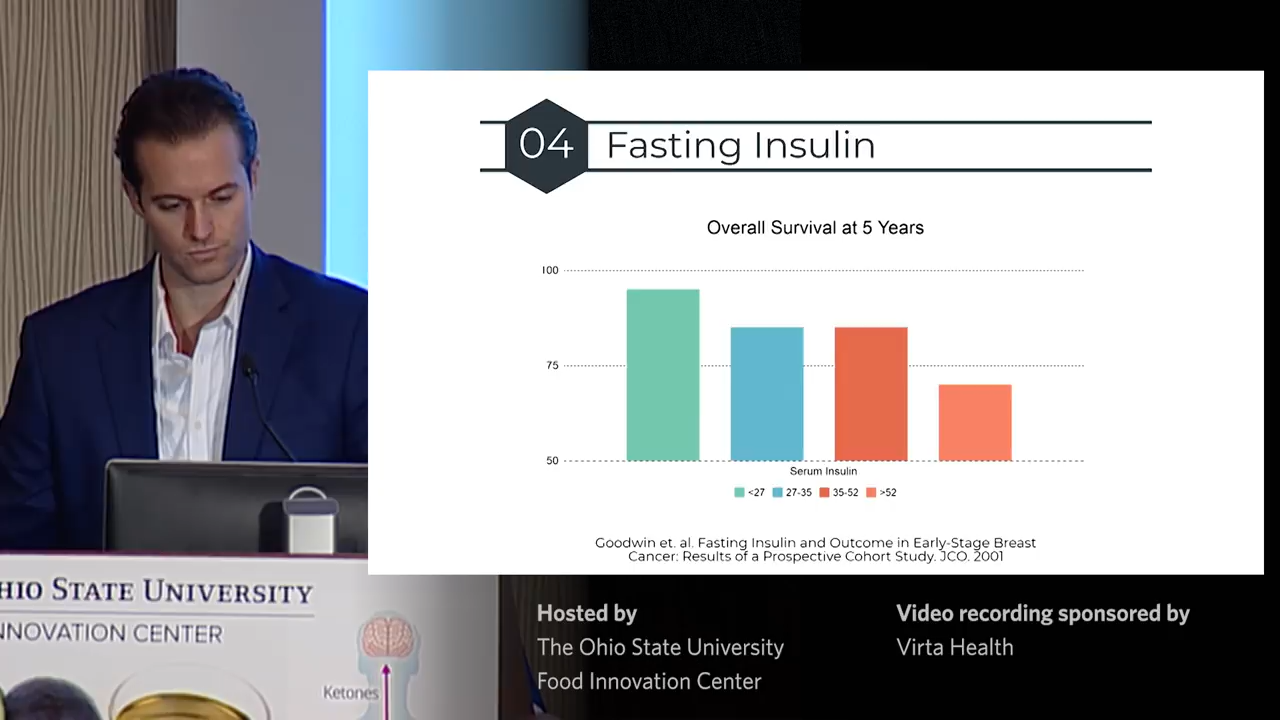 04 Fasting Insulin
Overall Survival at 5 Years
100
75
50
Serum Insulin
<27 27-35 35-52 >52
Goodwin et. al. Fasting Insulin and Outcome in Early-Stage Breast
Cancer: Results of a Prospective Cohort Study. JCO. 2001
HIO STATE UNIVERSITY
NNOVATION CENTER
Ketones
Hosted by
The Ohio State University
Food Innovation Center
Video recording sponsored by
Virta Health